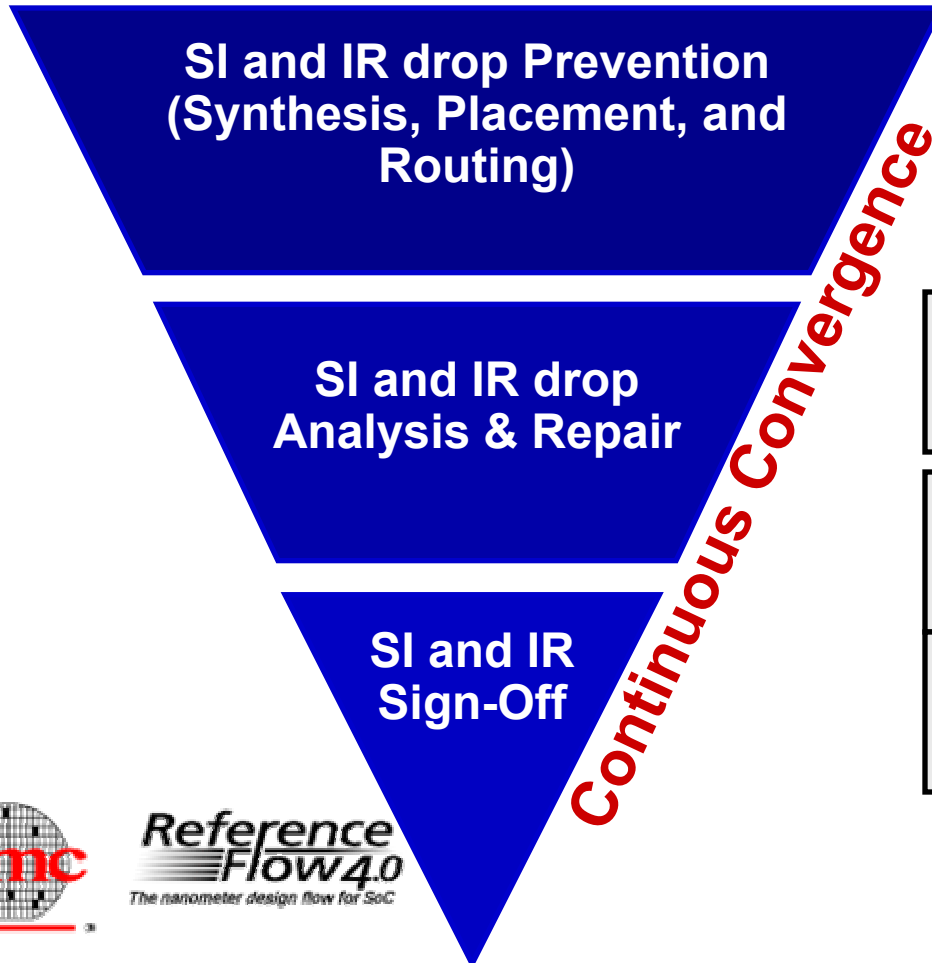 SI and IR drop Prevention
(Synthesis, Placement, and
Routing)
SI and IR drop
Analysis & Repair
SI and IR
Sign-Off
Continuous Convergence
mc
Reference
Flow4.0
The nanometer design flow for SoC